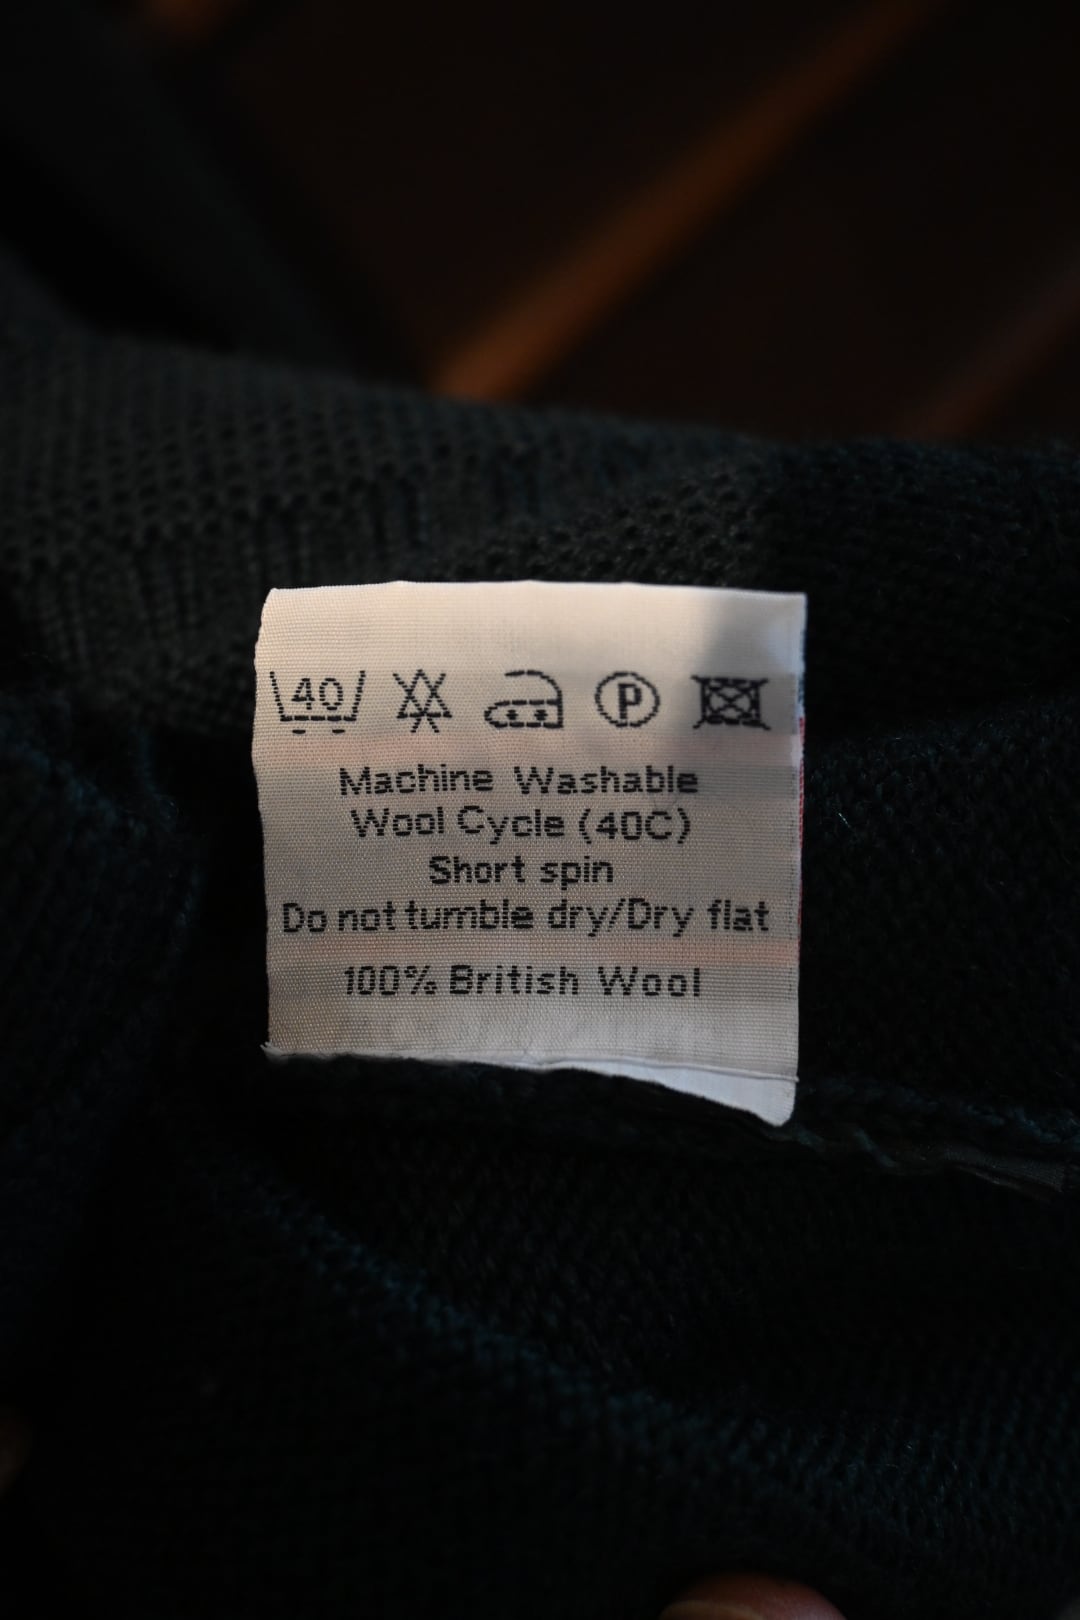 40 P
Machine Washable
Wool Cycle (40C)
Short spin
Do not tumble dry/Dry flat
100% British Wool